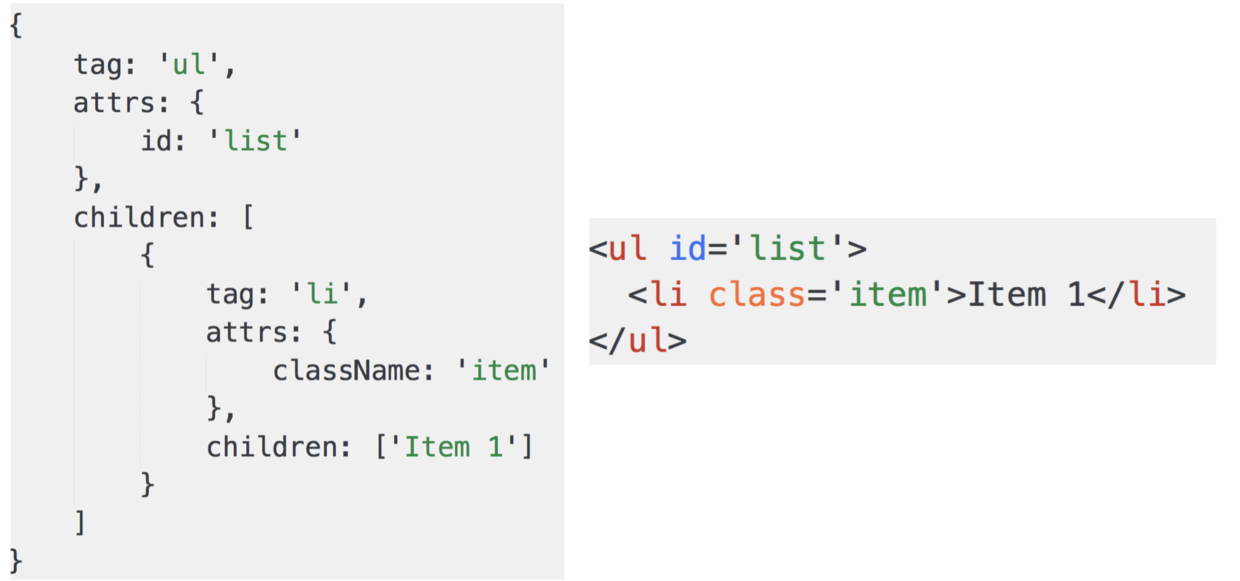 {
    tag: 'ul',
    attrs: {
        id: 'list'
    },
    children: [
        {
            tag: 'li',
            attrs: {
                className: 'item'
            },
            children: ['Item 1']
        }
    ]
}
<ul id='list'>
  <li class='item'>Item 1</li>
</ul>